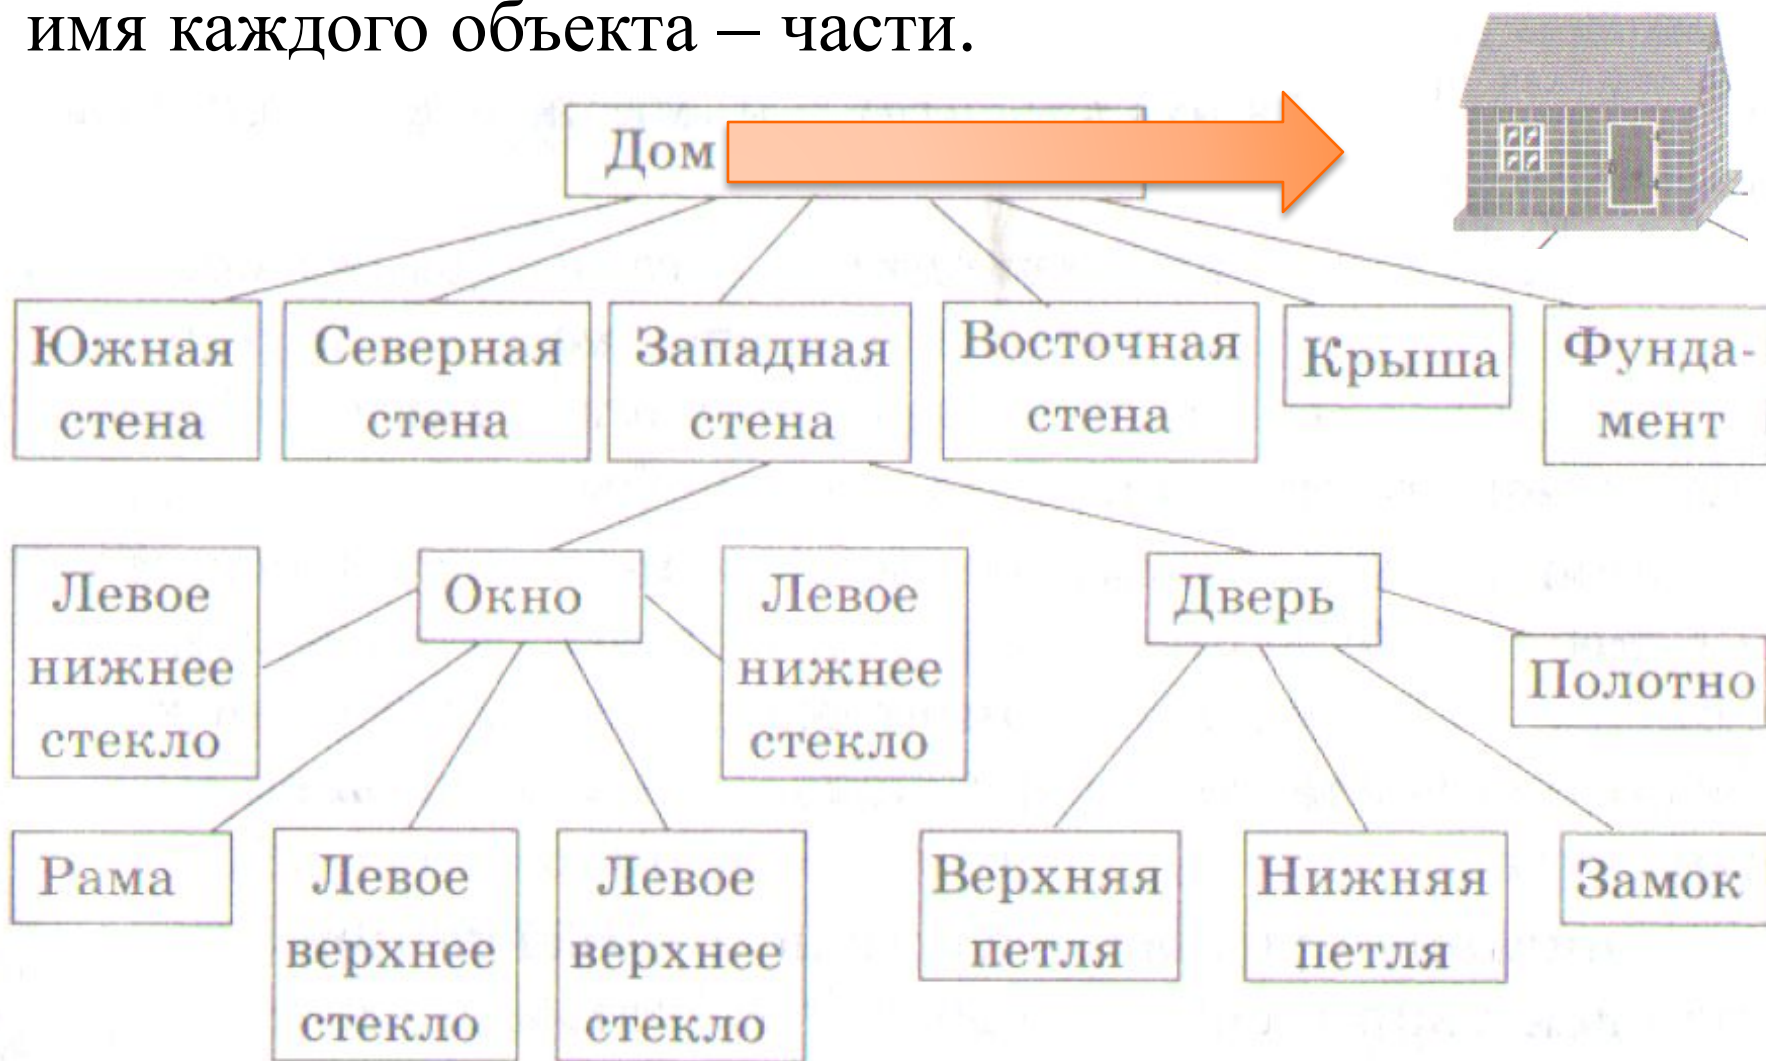 имя каждого объекта – части.
Дом
Южная
стена
Северная
стена
Западная
стена
Восточная
стена
Крыша
Фунда-
мент
Левое
нижнее
стекло
Окно
Левое
нижнее
стекло
Дверь
Полотно
Рама
Левое
верхнее
стекло
Левое
верхнее
стекло
Верхняя
петля
Нижняя
петля
Замок